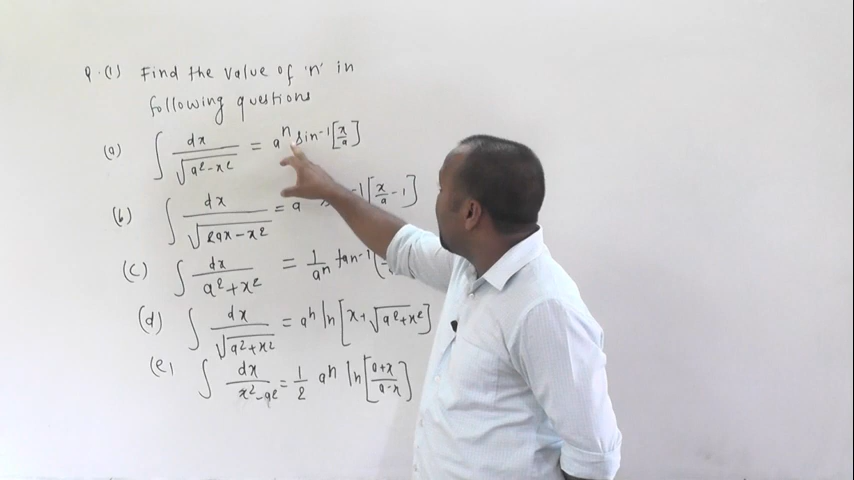 Q.(1) Find the value of 'n' in
following questions
(a) ∫ dx/√(a²-x²) = aⁿ sin⁻¹[x/a]
(b) ∫ dx/√(2ax-x²) = a ⁻¹[x/a - 1]
(c) ∫ dx/(a²+x²) = 1/aⁿ tan⁻¹(
(d) ∫ dx/√(a²+x²) = aⁿ ln[x+√(a²+x²)]
(e) ∫ dx/(x²-a²) = 1/2 aⁿ ln[(a+x)/(a-x)]